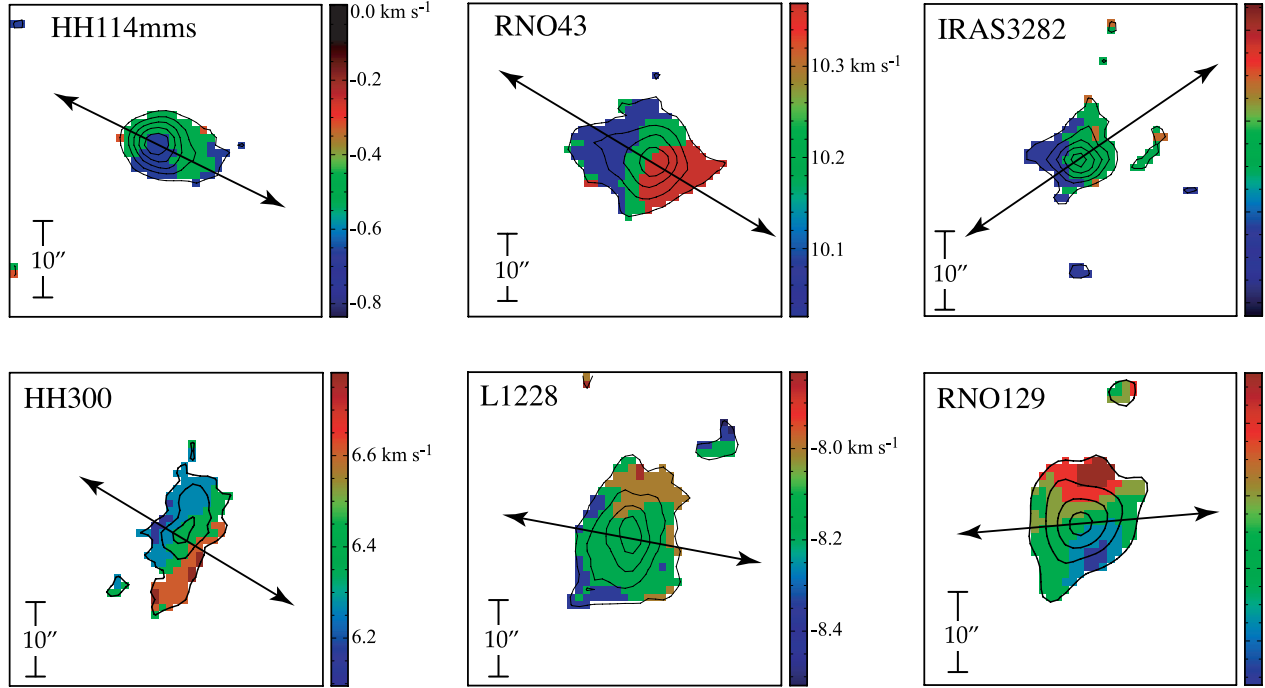 HH114mms
0.0 km s⁻¹
-0.2
-0.4
-0.6
-0.8
10″
RNO43
10.3 km s⁻¹
10.2
10.1
10″
IRAS3282
10″
HH300
6.6 km s⁻¹
6.4
6.2
10″
L1228
-8.0 km s⁻¹
-8.2
-8.4
10″
RNO129
10″